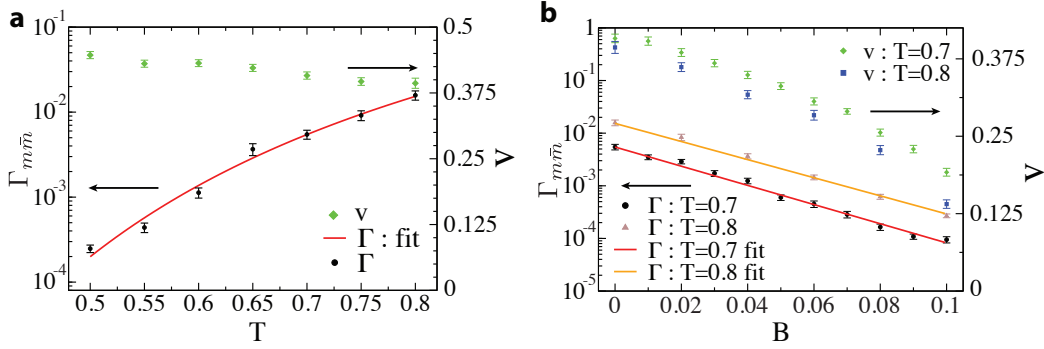 a
10⁻¹
10⁻²
10⁻³
10⁻⁴
Γ_{m\bar{m}}
0.5
0.375
0.25
0.125
0
v
v
Γ : fit
Γ
0.5 0.55 0.6 0.65 0.7 0.75 0.8
T
b
1
10⁻¹
10⁻²
10⁻³
10⁻⁴
10⁻⁵
Γ_{m\bar{m}}
v : T=0.7
v : T=0.8
0.375
0.25
0.125
0
v
Γ : T=0.7
Γ : T=0.8
Γ : T=0.7 fit
Γ : T=0.8 fit
0 0.02 0.04 0.06 0.08 0.1
B